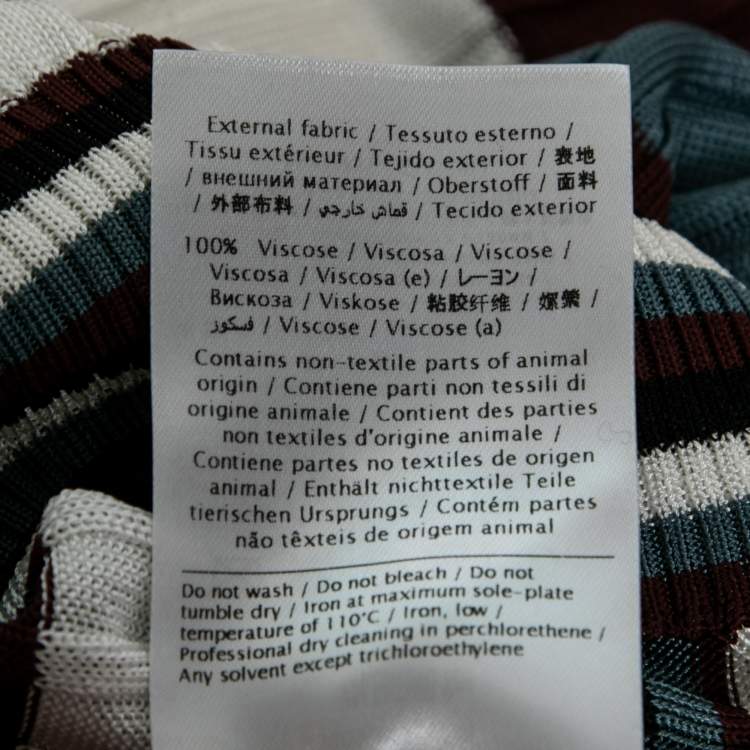 External fabric / Tessuto esterno /
Tissu extérieur / Tejido exterior / 表地
/ внешний материал / Oberstoff / 面料
/ 外部布料 / قماش خارجي / Tecido exterior
100% Viscose / Viscosa / Viscose /
Viscosa / Viscosa (e) / レーヨン /
Вискоза / Viskose / 粘胶纤维 / 嫘縈 /
فسكوز / Viscose / Viscose (a)
Contains non-textile parts of animal
origin / Contiene parti non tessili di
origine animale / Contient des parties
non textiles d'origine animale /
Contiene partes no textiles de origen
animal / Enthält nichttextile Teile
tierischen Ursprungs / Contém partes
não têxteis de origem animal
Do not wash / Do not bleach / Do not
tumble dry / Iron at maximum sole-plate
temperature of 110°C / Iron, low /
Professional dry cleaning in perchlorethene /
Any solvent except trichloroethylene